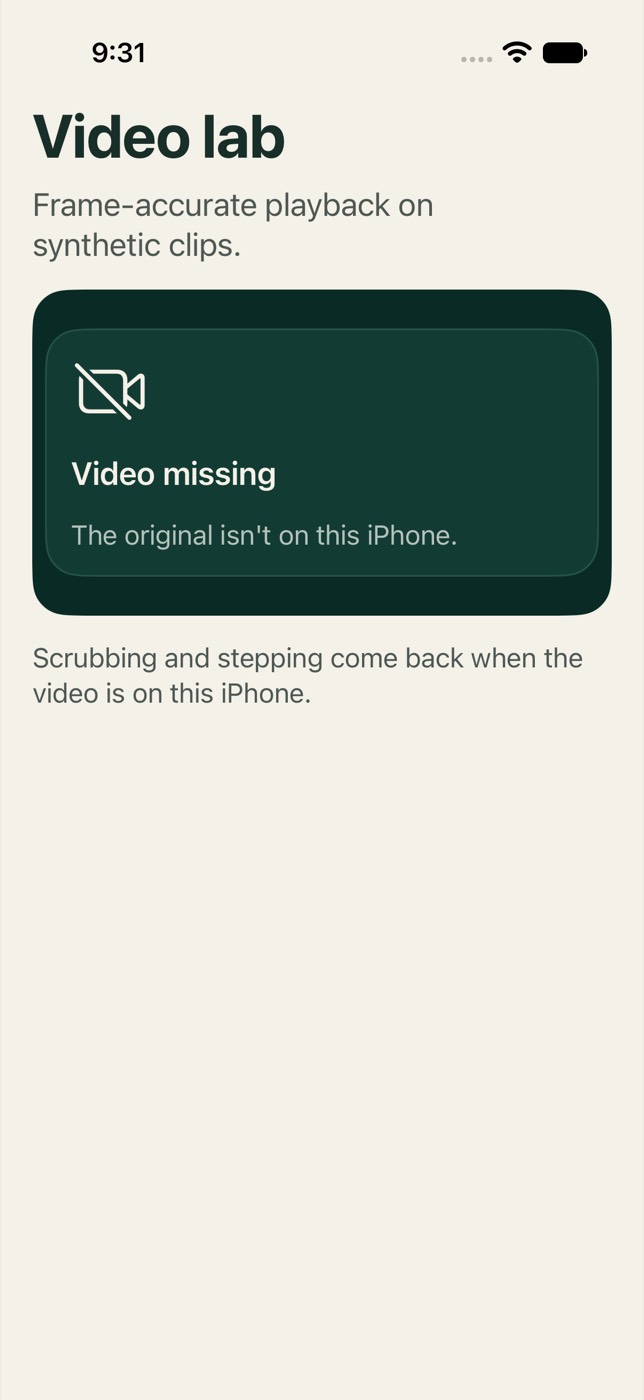 9:31
Video lab
Frame-accurate playback on
synthetic clips.
Video missing
The original isn't on this iPhone.
Scrubbing and stepping come back when the
video is on this iPhone.